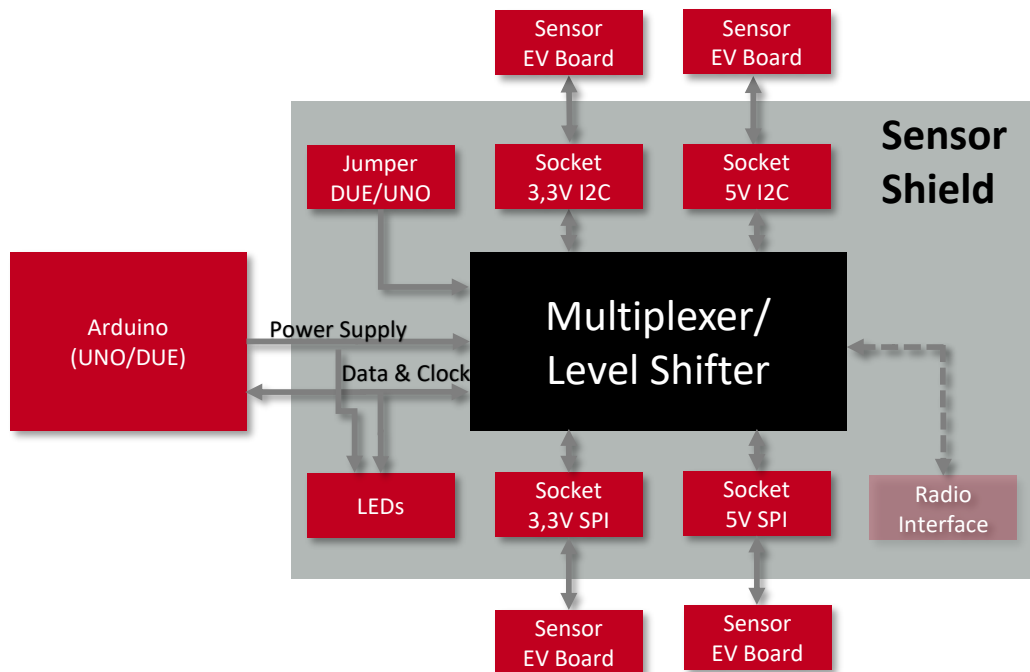 Sensor
EV Board
Sensor
EV Board
Sensor
Shield
Jumper
DUE/UNO
Socket
3,3V I2C
Socket
5V I2C
Arduino
(UNO/DUE)
Power Supply
Data & Clock
Multiplexer/
Level Shifter
LEDs
Socket
3,3V SPI
Socket
5V SPI
Radio
Interface
Sensor
EV Board
Sensor
EV Board